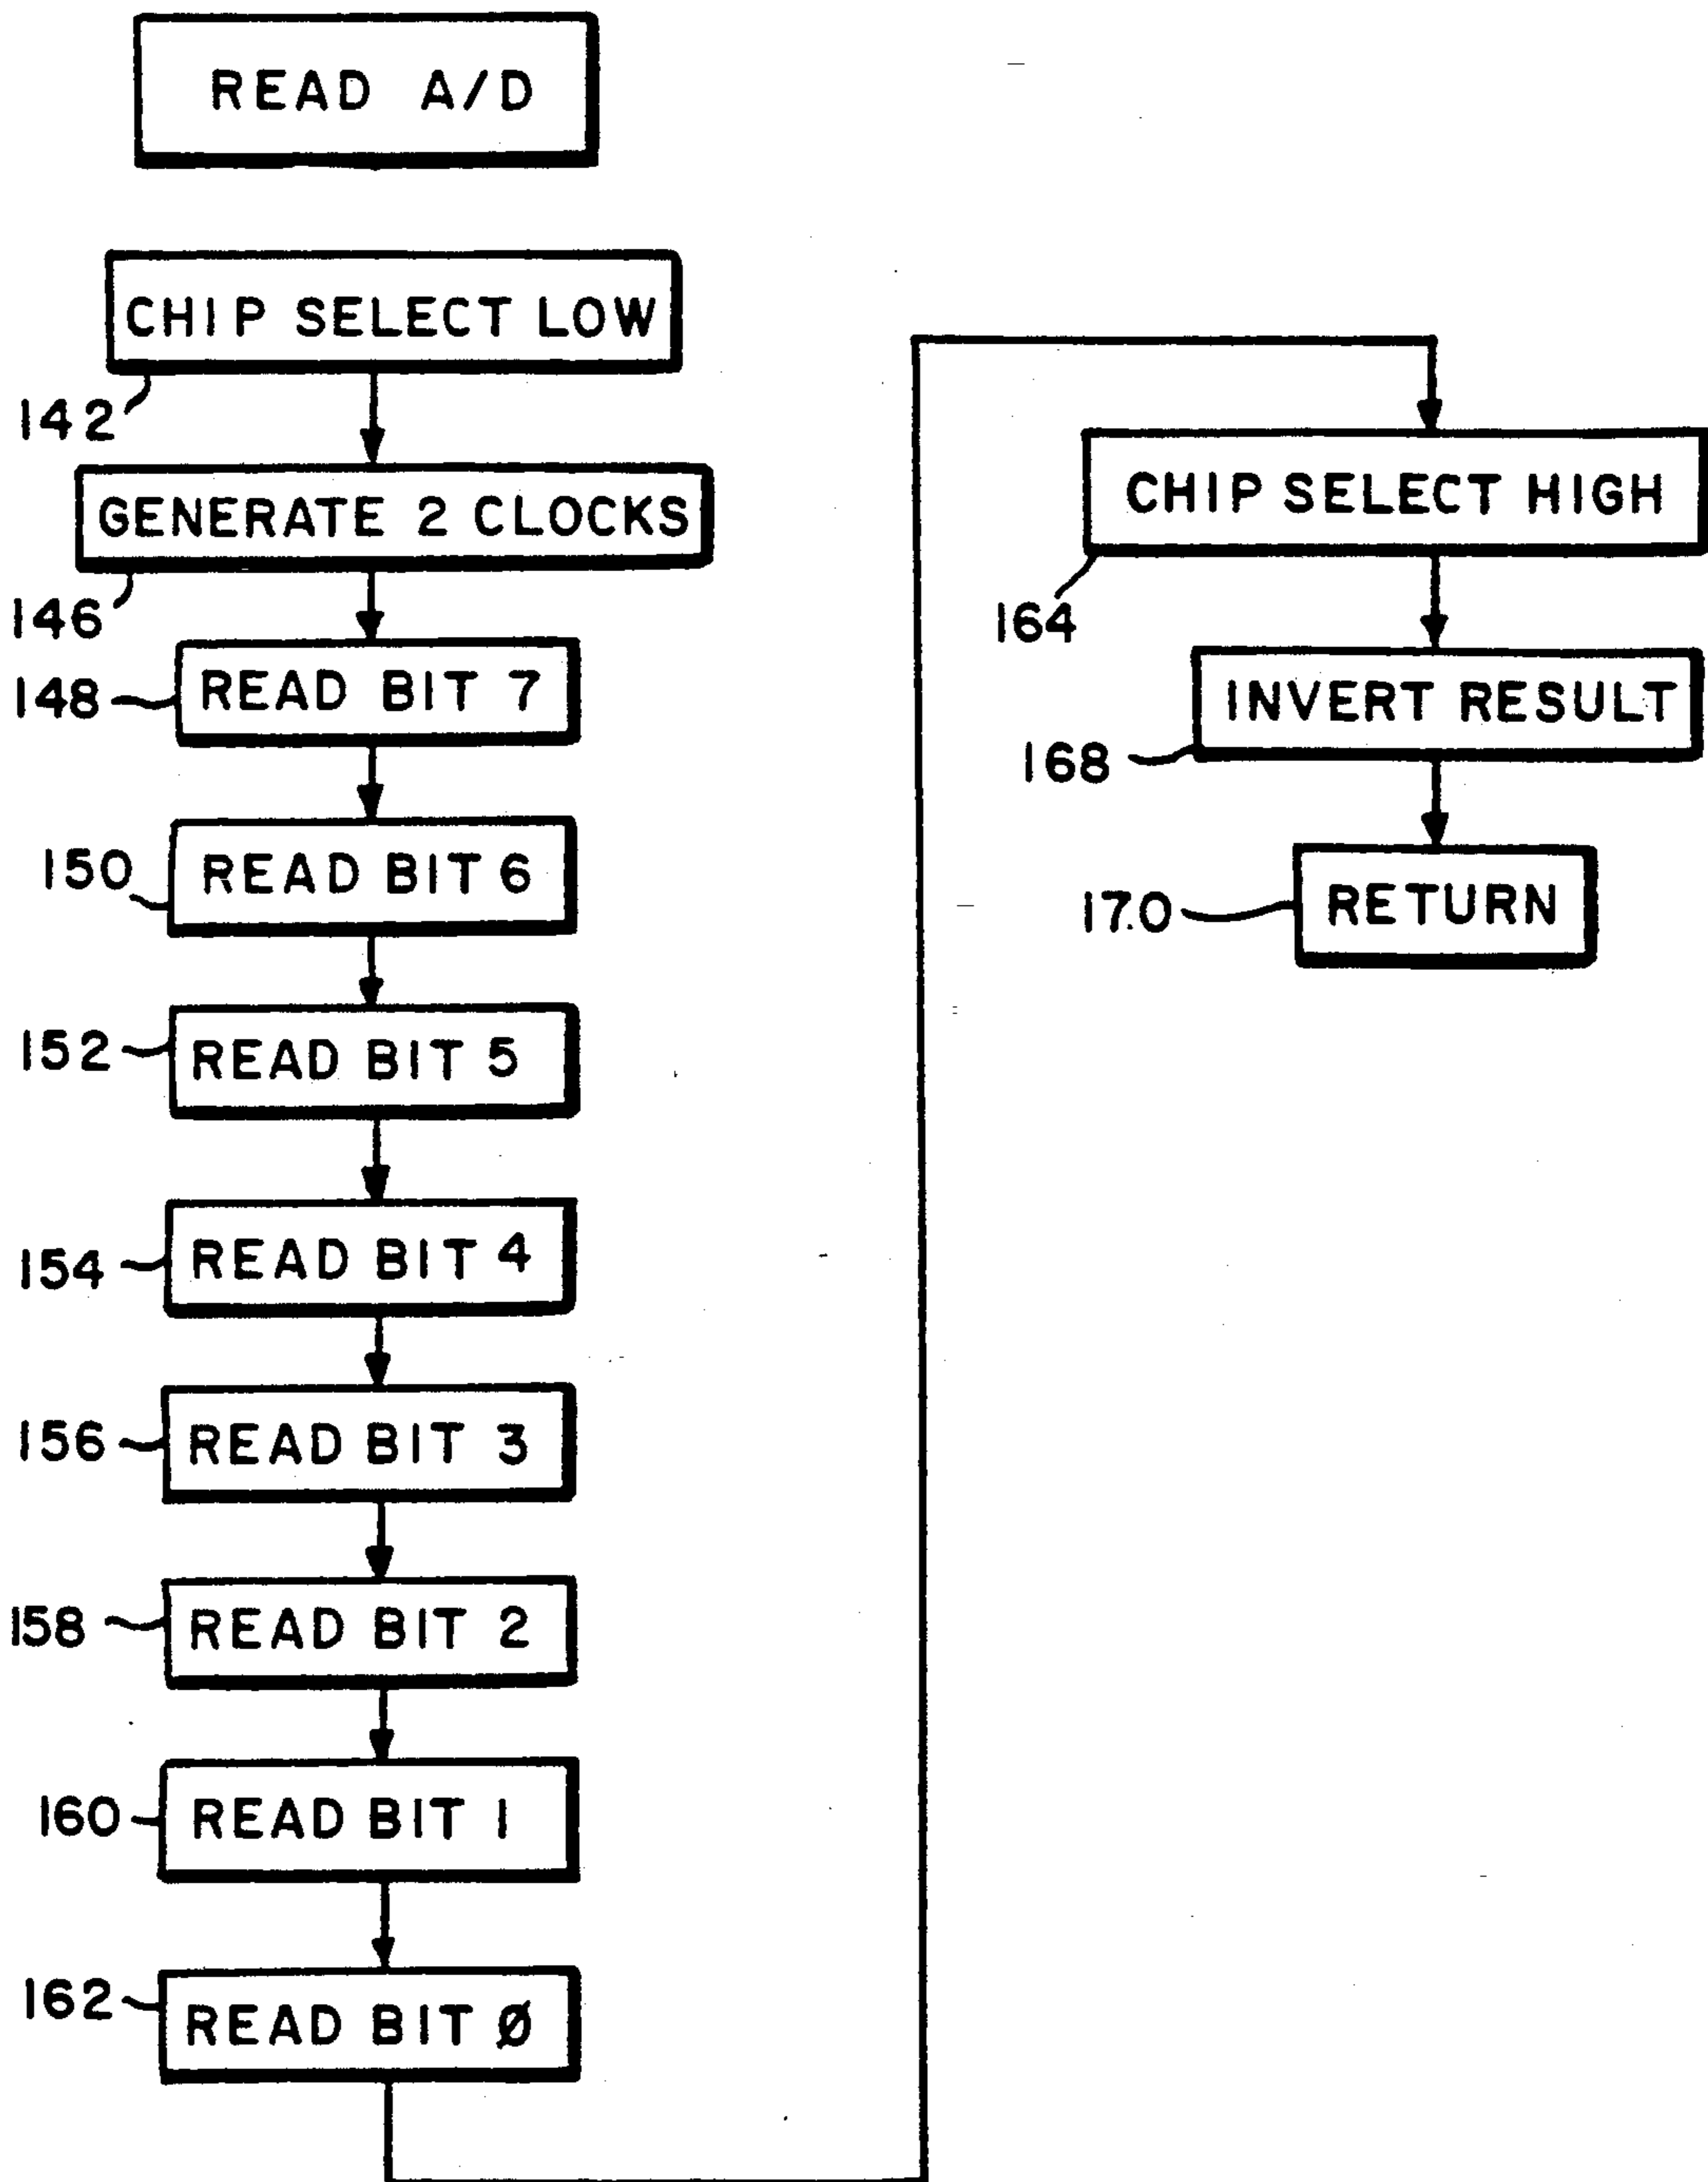 READ A/D
CHIP SELECT LOW
142
GENERATE 2 CLOCKS
146
READ BIT 7
148
READ BIT 6
150
READ BIT 5
152
READ BIT 4
154
READ BIT 3
156
READ BIT 2
158
READ BIT 1
160
READ BIT Ø
162
CHIP SELECT HIGH
164
INVERT RESULT
168
RETURN
170